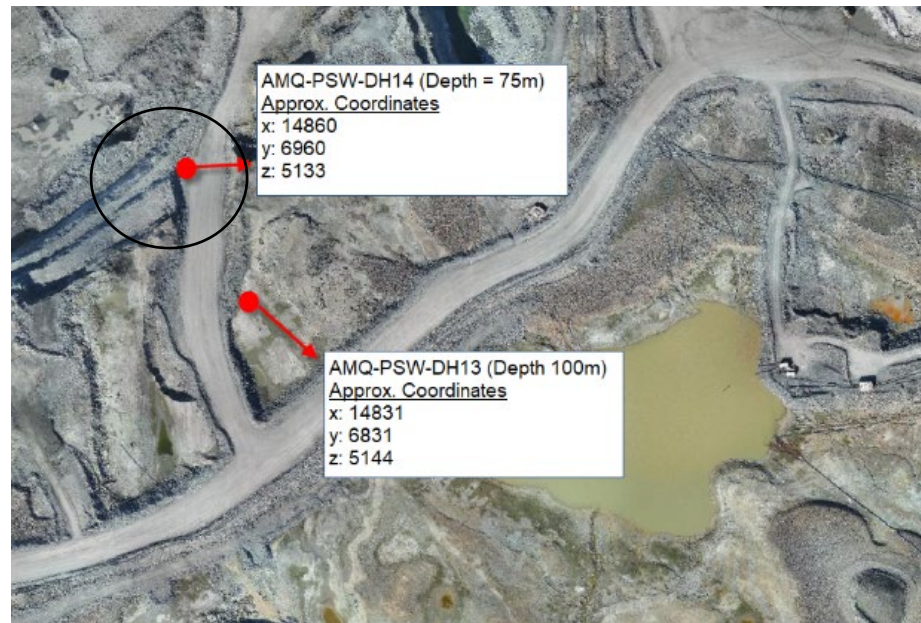 AMQ-PSW-DH14 (Depth = 75m)
Approx. Coordinates
x: 14860
y: 6960
z: 5133
AMQ-PSW-DH13 (Depth 100m)
Approx. Coordinates
x: 14831
y: 6831
z: 5144